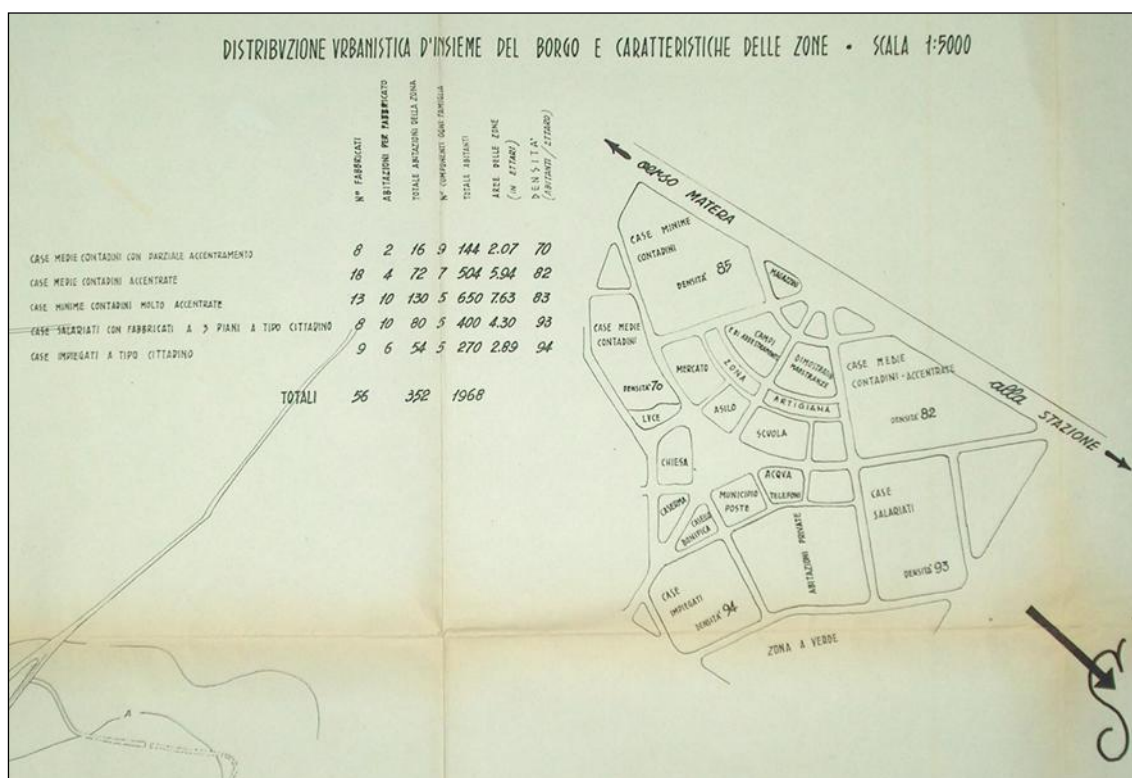 DISTRIBVZIONE VRBANISTICA D'INSIEME DEL BORGO E CARATTERISTICHE DELLE ZONE • SCALA 1:5000
N° FABBRICATI
ABITAZIONI PER FABBRICATO
TOTALE ABITAZIONI DELLA ZONA
N° COMPONENTI OGNI FAMIGLIA
TOTALE ABITANTI
AREE DELLE ZONE (IN ETTARI)
DENSITA' (ABITANTI/ETTARO)
CASE MEDIE CONTADINI CON PARZIALE ACCENTRAMENTO 8 2 16 9 144 2.07 70
CASE MEDIE CONTADINI ACCENTRATE 18 4 72 7 504 5.94 82
CASE MINIME CONTADINI MOLTO ACCENTRATE 13 10 130 5 650 7.63 83
CASE SALARIATI CON FABBRICATI A 3 PIANI A TIPO CITTADINO 8 10 80 5 400 4.30 93
CASE IMPIEGATI A TIPO CITTADINO 9 6 54 5 270 2.89 94
TOTALI 56 352 1968
verso MATERA
CASE MINIME
CONTADINI
DENSITA' 85
MAGAZZINI
CASE MEDIE
CONTADINI
DENSITA' 70
LVCE
MERCATO
ZONA
ARTIGIANA
CAMPI
E DI ADDESTRAMENTO
DIMOSTRATIVI
MAESTRANZE
CASE MEDIE
CONTADINI-ACCENTRATE
DENSITA' 82
alla STAZIONE
ASILO
SCVOLA
CHIESA
ACQVA
TELEFONI
MVNICIPIO
POSTE
CASERMA
BONIFICA
CASE
SALARIATI
DENSITA' 93
ABITAZIONI PRIVATE
CASE
IMPIEGATI
DENSITA' 94
ZONA A VERDE
N
A